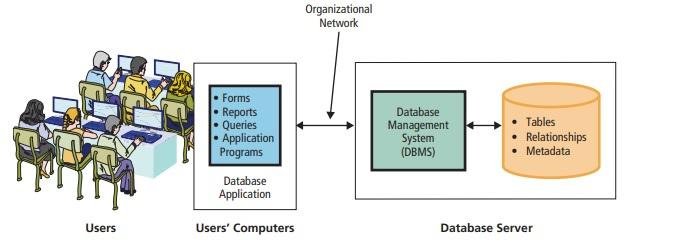 Organizational
Network
• Forms
• Reports
• Queries
• Application
Programs
Database
Application
Database
Management
System
(DBMS)
• Tables
• Relationships
• Metadata
Users
Users' Computers
Database Server